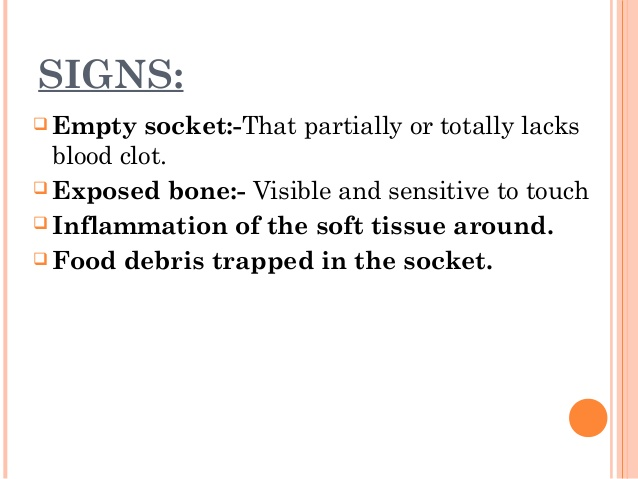 SIGNS:
Empty socket:-That partially or totally lacks
blood clot.
Exposed bone:- Visible and sensitive to touch
Inflammation of the soft tissue around.
Food debris trapped in the socket.